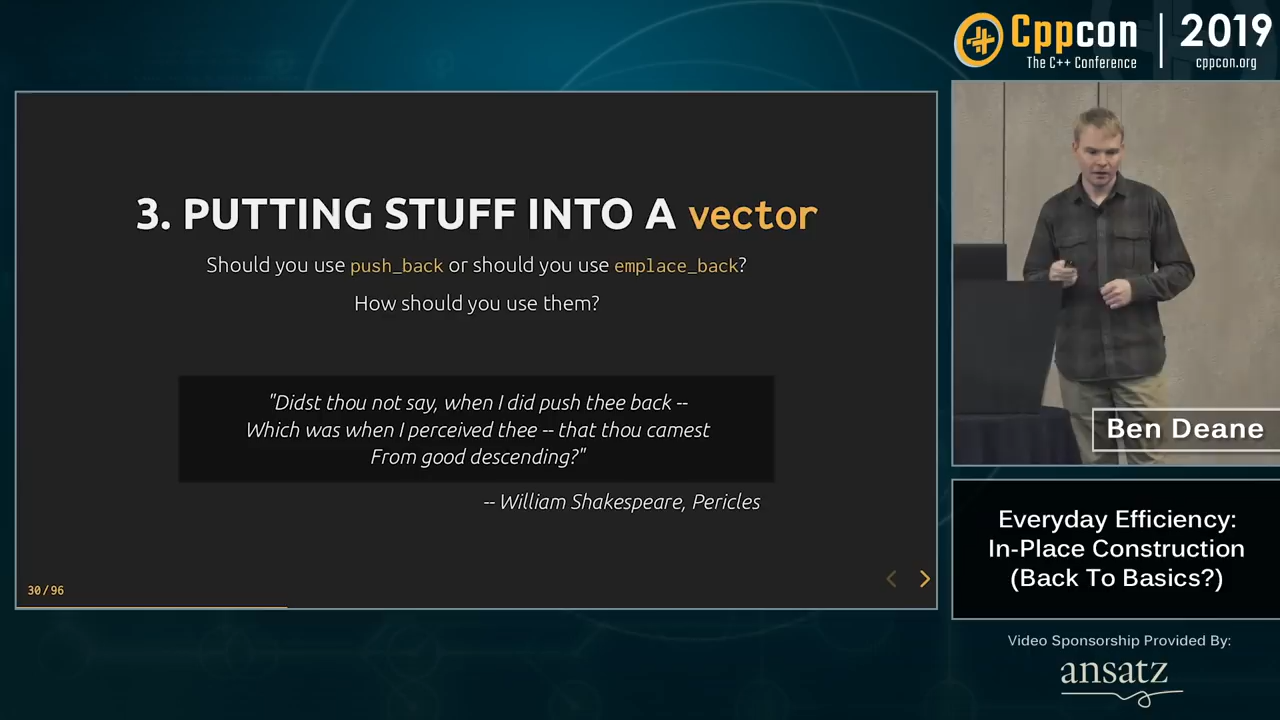 Cppcon
The C++ Conference
2019
cppcon.org
3. PUTTING STUFF INTO A vector
Should you use push_back or should you use emplace_back?
How should you use them?
"Didst thou not say, when I did push thee back --
Which was when I perceived thee -- that thou camest
From good descending?"
-- William Shakespeare, Pericles
30/96
Ben Deane
Everyday Efficiency:
In-Place Construction
(Back To Basics?)
Video Sponsorship Provided By:
ansatz